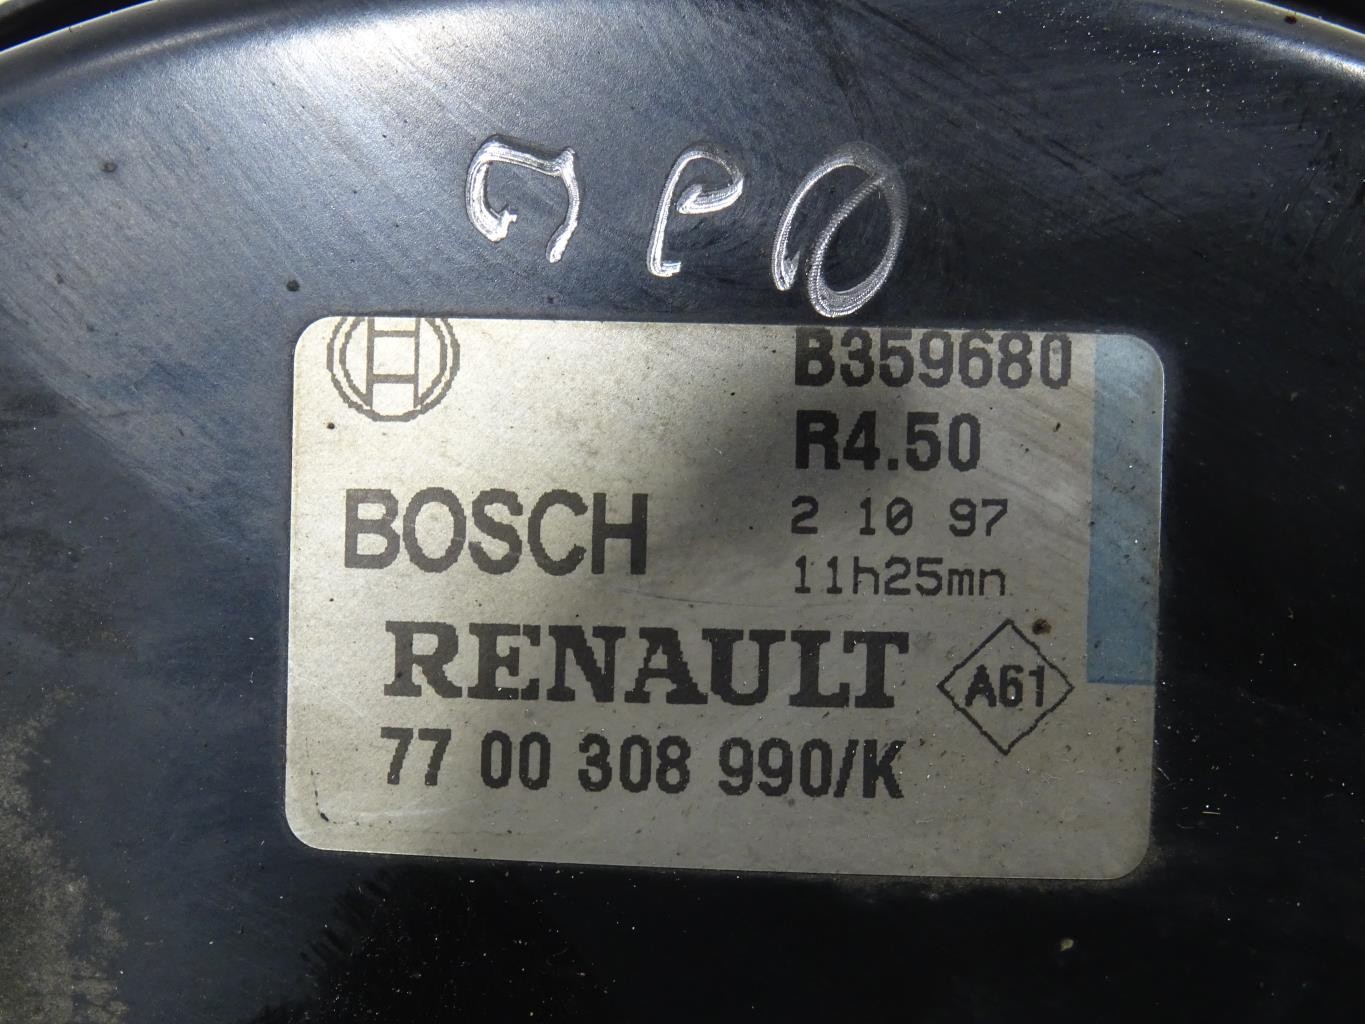 B359680
R4.50
BOSCH
2 10 97
11h25mn
RENAULT
A61
77 00 308 990/K